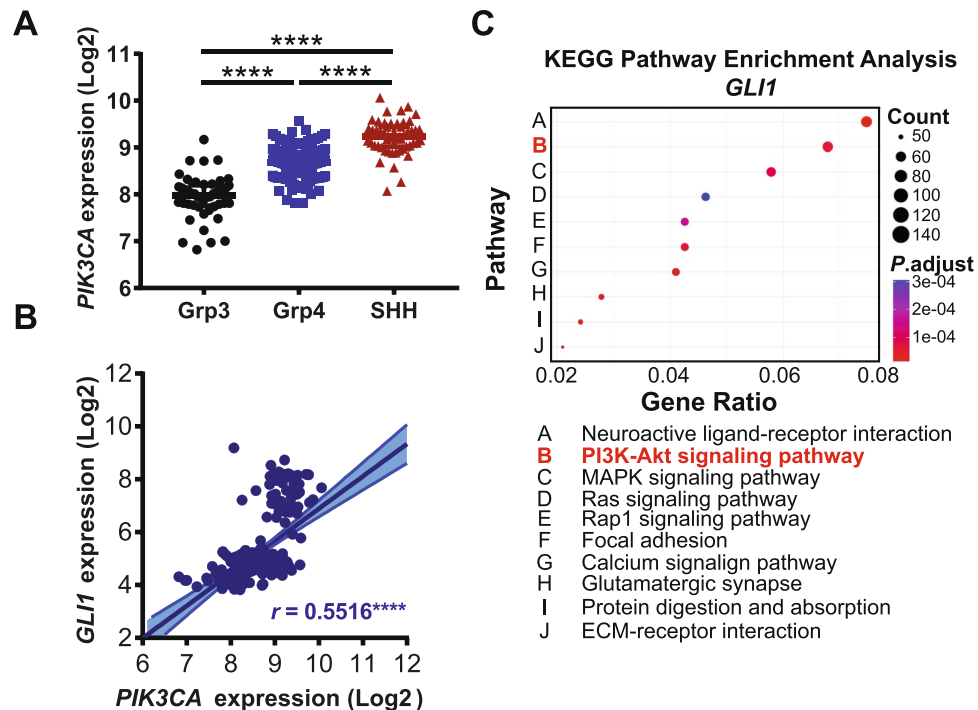 A
PIK3CA expression (Log2)
11
10
9
8
7
6
****
****
****
Grp3
Grp4
SHH
B
GLI1 expression (Log2)
12
10
8
6
4
2
r = 0.5516****
6
7
8
9
10
11
12
PIK3CA expression (Log2)
C
KEGG Pathway Enrichment Analysis
GLI1
Pathway
A
B
C
D
E
F
G
H
I
J
0.02
0.04
0.06
0.08
Gene Ratio
Count
50
60
80
100
120
140
P.adjust
3e-04
2e-04
1e-04
A Neuroactive ligand-receptor interaction
B PI3K-Akt signaling pathway
C MAPK signaling pathway
D Ras signaling pathway
E Rap1 signaling pathway
F Focal adhesion
G Calcium signalign pathway
H Glutamatergic synapse
I Protein digestion and absorption
J ECM-receptor interaction